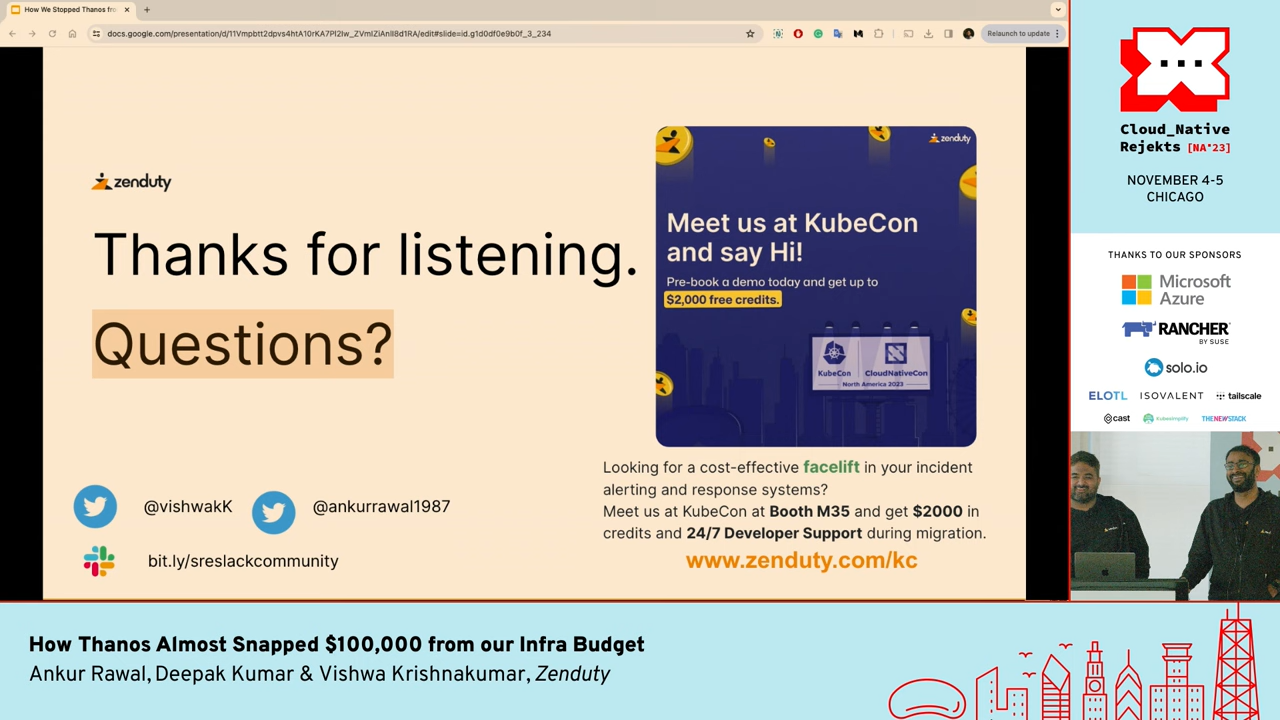 How We Stopped Thanos fro
docs.google.com/presentation/d/11Vmpbtt2dpvs4htA10rKA7Pl2Iw_ZVmIZiAnll8d1RA/edit#slide=id.g1d0df0e9b0f_3_234
Relaunch to update
zenduty
Thanks for listening.
Questions?
zenduty
Meet us at KubeCon
and say Hi!
Pre-book a demo today and get up to
$2,000 free credits.
KubeCon
CloudNativeCon
North America 2023
Looking for a cost-effective facelift in your incident
alerting and response systems?
Meet us at KubeCon at Booth M35 and get $2000 in
credits and 24/7 Developer Support during migration.
www.zenduty.com/kc
@vishwakK
@ankurrawal1987
bit.ly/sreslackcommunity
Cloud_Native
Rejekts [NA'23]
NOVEMBER 4-5
CHICAGO
THANKS TO OUR SPONSORS
Microsoft
Azure
RANCHER
BY SUSE
solo.io
ELOTL ISOVALENT tailscale
cast Kubesimplify THENEWSTACK
How Thanos Almost Snapped $100,000 from our Infra Budget
Ankur Rawal, Deepak Kumar & Vishwa Krishnakumar, Zenduty